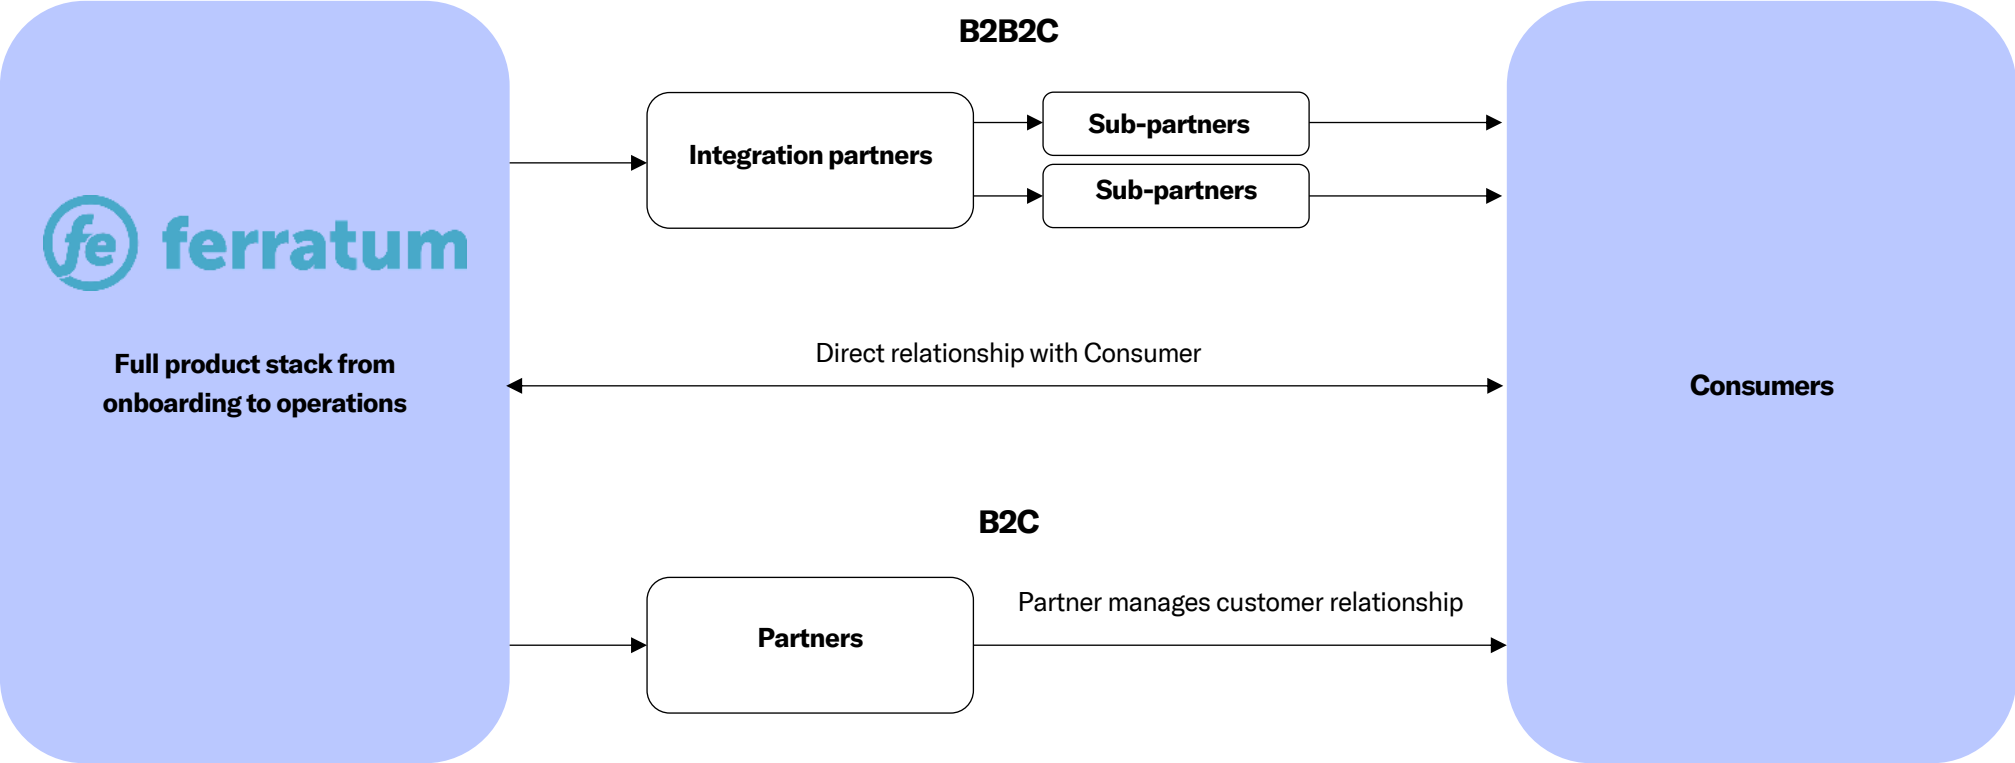 B2B2C
Integration partners
Sub-partners
Sub-partners
fe ferratum
Full product stack from
onboarding to operations
Direct relationship with Consumer
Consumers
B2C
Partners
Partner manages customer relationship